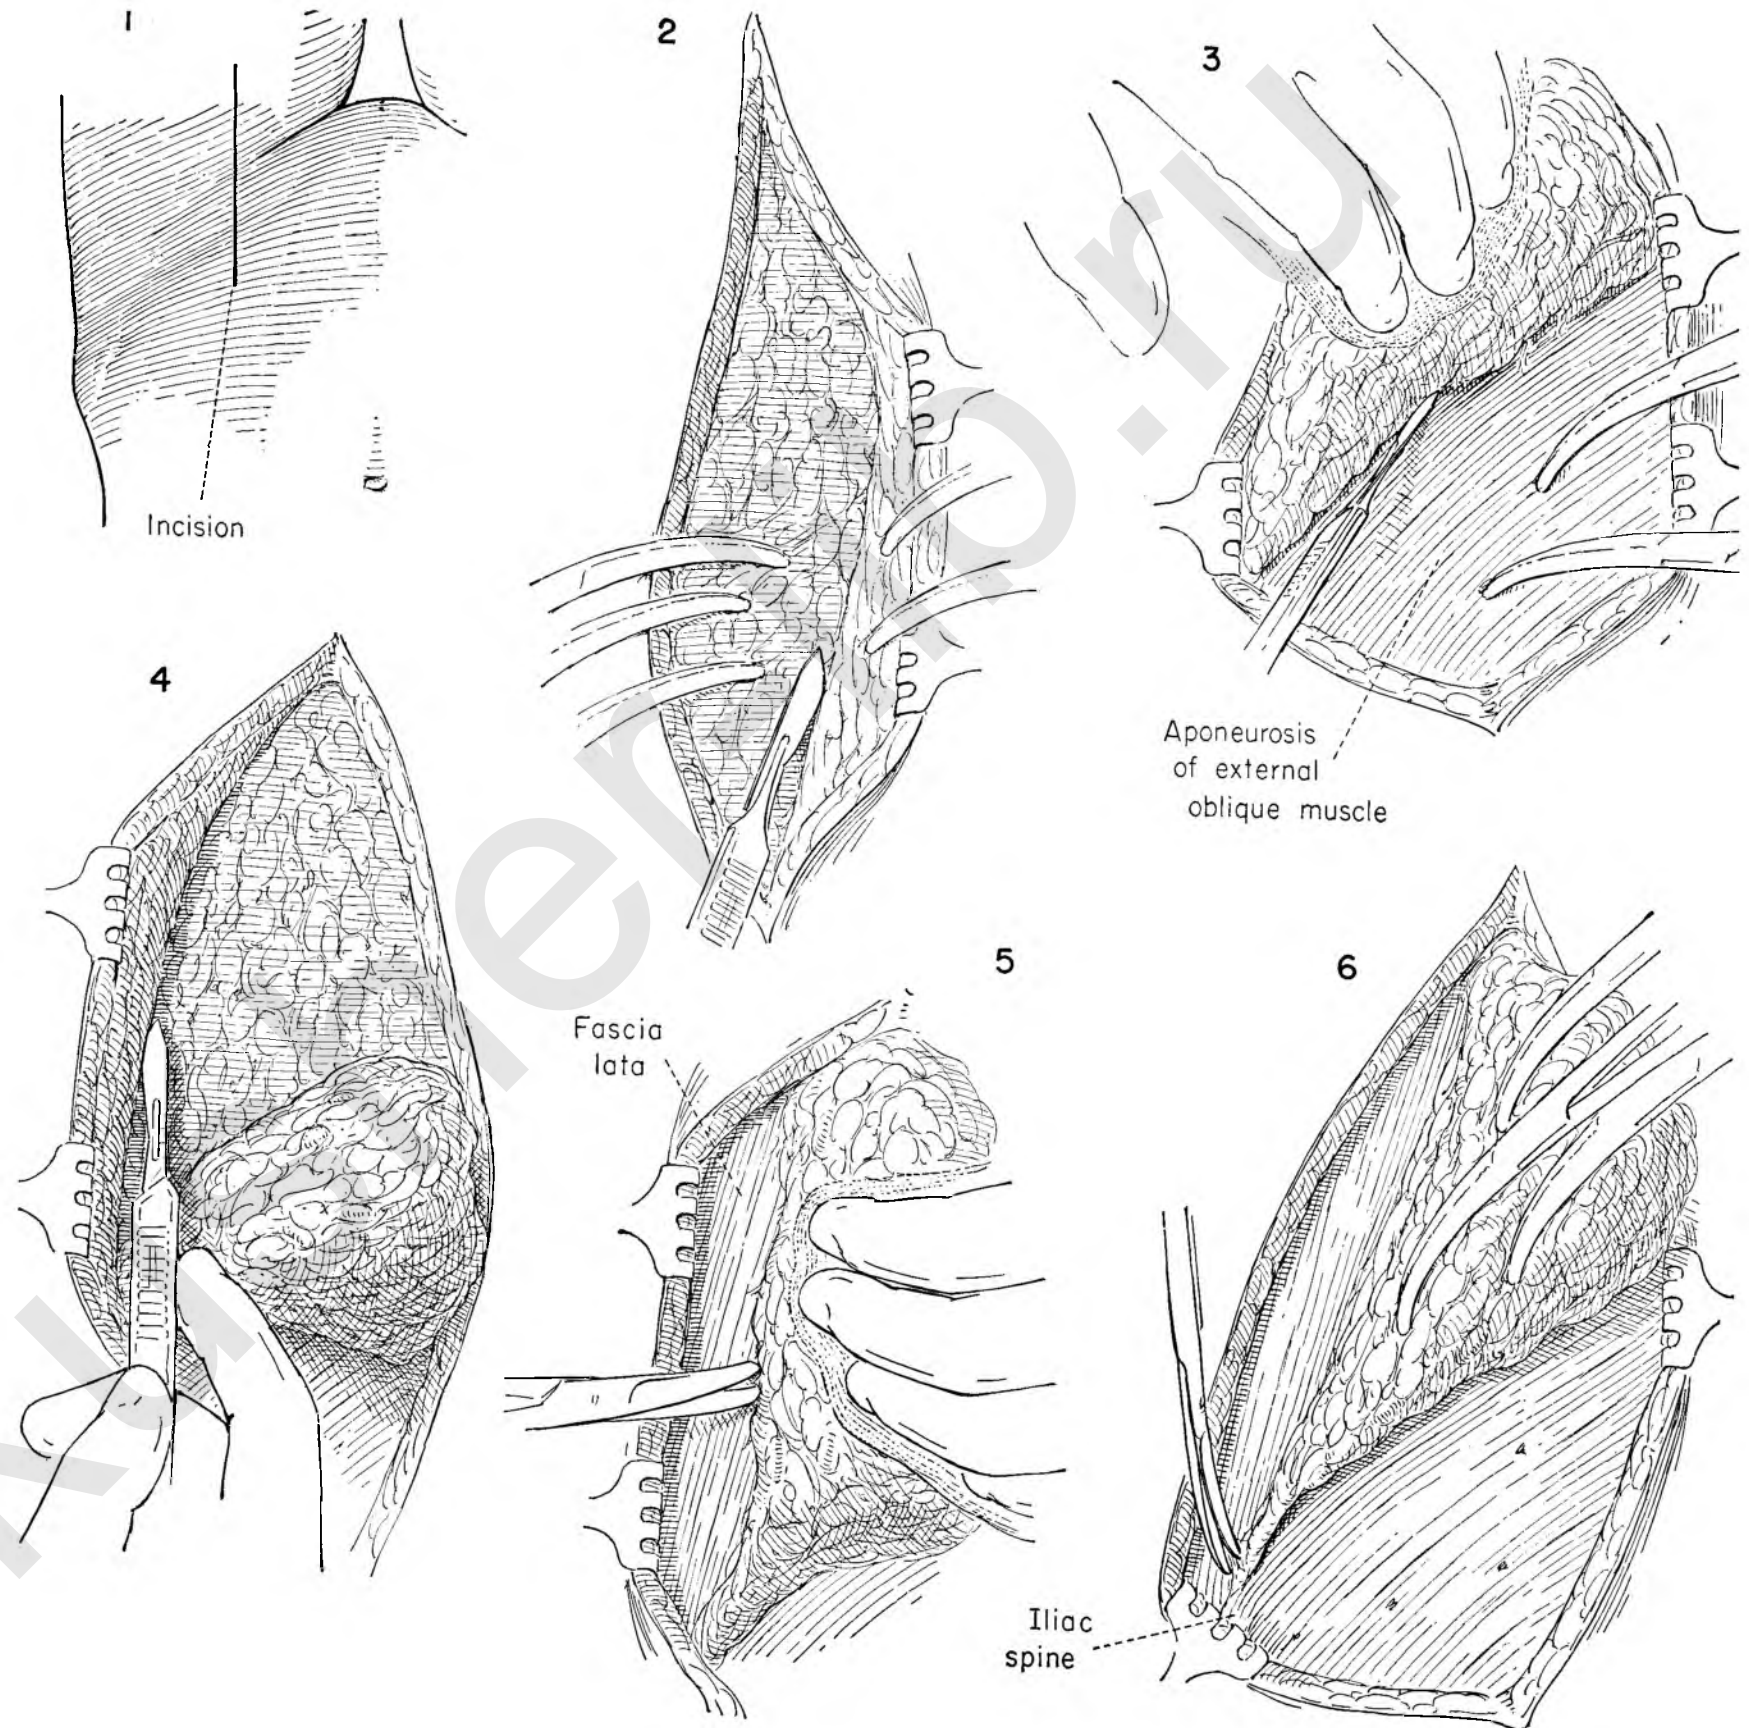 1
2
3
Incision
4
Aponeurosis
of external
oblique muscle
5
6
Fascia
lata
Iliac
spine